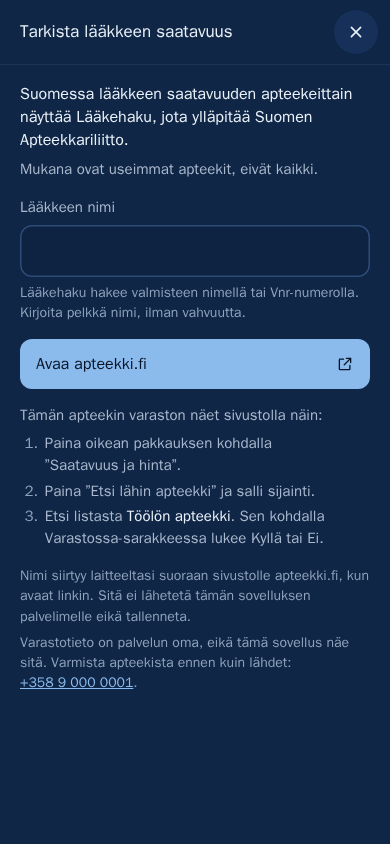 Tarkista lääkkeen saatavuus
Suomessa lääkkeen saatavuuden apteekeittain
näyttää Lääkehaku, jota ylläpitää Suomen
Apteekkariliitto.
Mukana ovat useimmat apteekit, eivät kaikki.
Lääkkeen nimi
Lääkehaku hakee valmisteen nimellä tai Vnr-numerolla.
Kirjoita pelkkä nimi, ilman vahvuutta.
Avaa apteekki.fi
Tämän apteekin varaston näet sivustolla näin:
1. Paina oikean pakkauksen kohdalla
”Saatavuus ja hinta”.
2. Paina ”Etsi lähin apteekki” ja salli sijainti.
3. Etsi listasta Töölön apteekki. Sen kohdalla
Varastossa-sarakkeessa lukee Kyllä tai Ei.
Nimi siirtyy laitteeltasi suoraan sivustolle apteekki.fi, kun
avaat linkin. Sitä ei lähetetä tämän sovelluksen
palvelimelle eikä tallenneta.
Varastotieto on palvelun oma, eikä tämä sovellus näe
sitä. Varmista apteekista ennen kuin lähdet:
+358 9 000 0001.